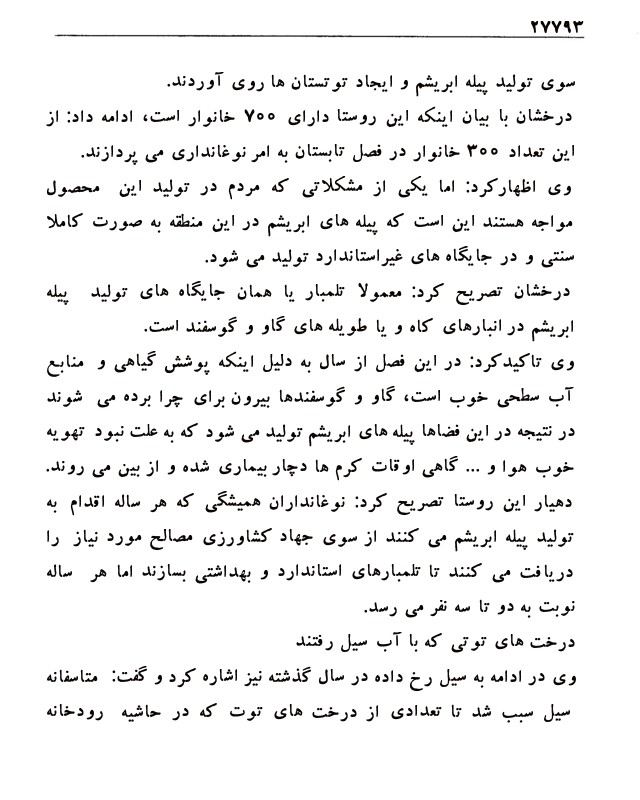 ۲۷۷۹۳
سوی تولید پیله ابریشم و ایجاد توتستان ها روی آوردند.
درخشان با بیان اینکه این روستا دارای ۷۰۰ خانوار است، ادامه داد: از
این تعداد ۳۰۰ خانوار در فصل تابستان به امر نوغانداری می پردازند.
وی اظهارکرد: اما یکی از مشکلاتی که مردم در تولید این محصول
مواجه هستند این است که پیله های ابریشم در این منطقه به صورت کاملا
سنتی و در جایگاه های غیراستاندارد تولید می شود.
درخشان تصریح کرد: معمولا تلمبار یا همان جایگاه های تولید پیله
ابریشم در انبارهای کاه و یا طویله های گاو و گوسفند است.
وی تاکیدکرد: در این فصل از سال به دلیل اینکه پوشش گیاهی و منابع
آب سطحی خوب است، گاو و گوسفندها بیرون برای چرا برده می شوند
در نتیجه در این فضاها پیله های ابریشم تولید می شود که به علت نبود تهویه
خوب هوا و ... گاهی اوقات کرم ها دچار بیماری شده و از بین می روند.
دهیار این روستا تصریح کرد: نوغانداران همیشگی که هر ساله اقدام به
تولید پیله ابریشم می کنند از سوی جهاد کشاورزی مصالح مورد نیاز را
دریافت می کنند تا تلمبارهای استاندارد و بهداشتی بسازند اما هر ساله
نوبت به دو تا سه نفر می رسد.
درخت های توتی که با آب سیل رفتند
وی در ادامه به سیل رخ داده در سال گذشته نیز اشاره کرد و گفت: متاسفانه
سیل سبب شد تا تعدادی از درخت های توت که در حاشیه رودخانه